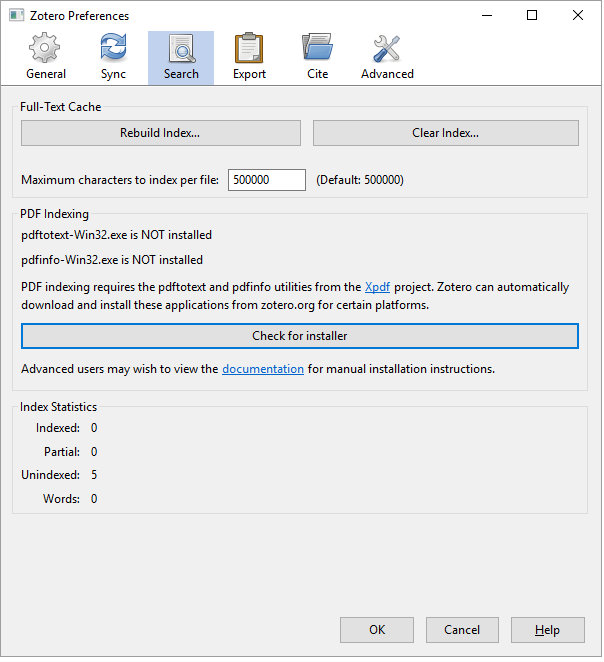 Zotero Preferences
General Sync Search Export Cite Advanced
Full-Text Cache
Rebuild Index... Clear Index...
Maximum characters to index per file: 500000 (Default: 500000)
PDF Indexing
pdftotext-Win32.exe is NOT installed
pdfinfo-Win32.exe is NOT installed
PDF indexing requires the pdftotext and pdfinfo utilities from the Xpdf project. Zotero can automatically
download and install these applications from zotero.org for certain platforms.
Check for installer
Advanced users may wish to view the documentation for manual installation instructions.
Index Statistics
Indexed: 0
Partial: 0
Unindexed: 5
Words: 0
OK Cancel Help